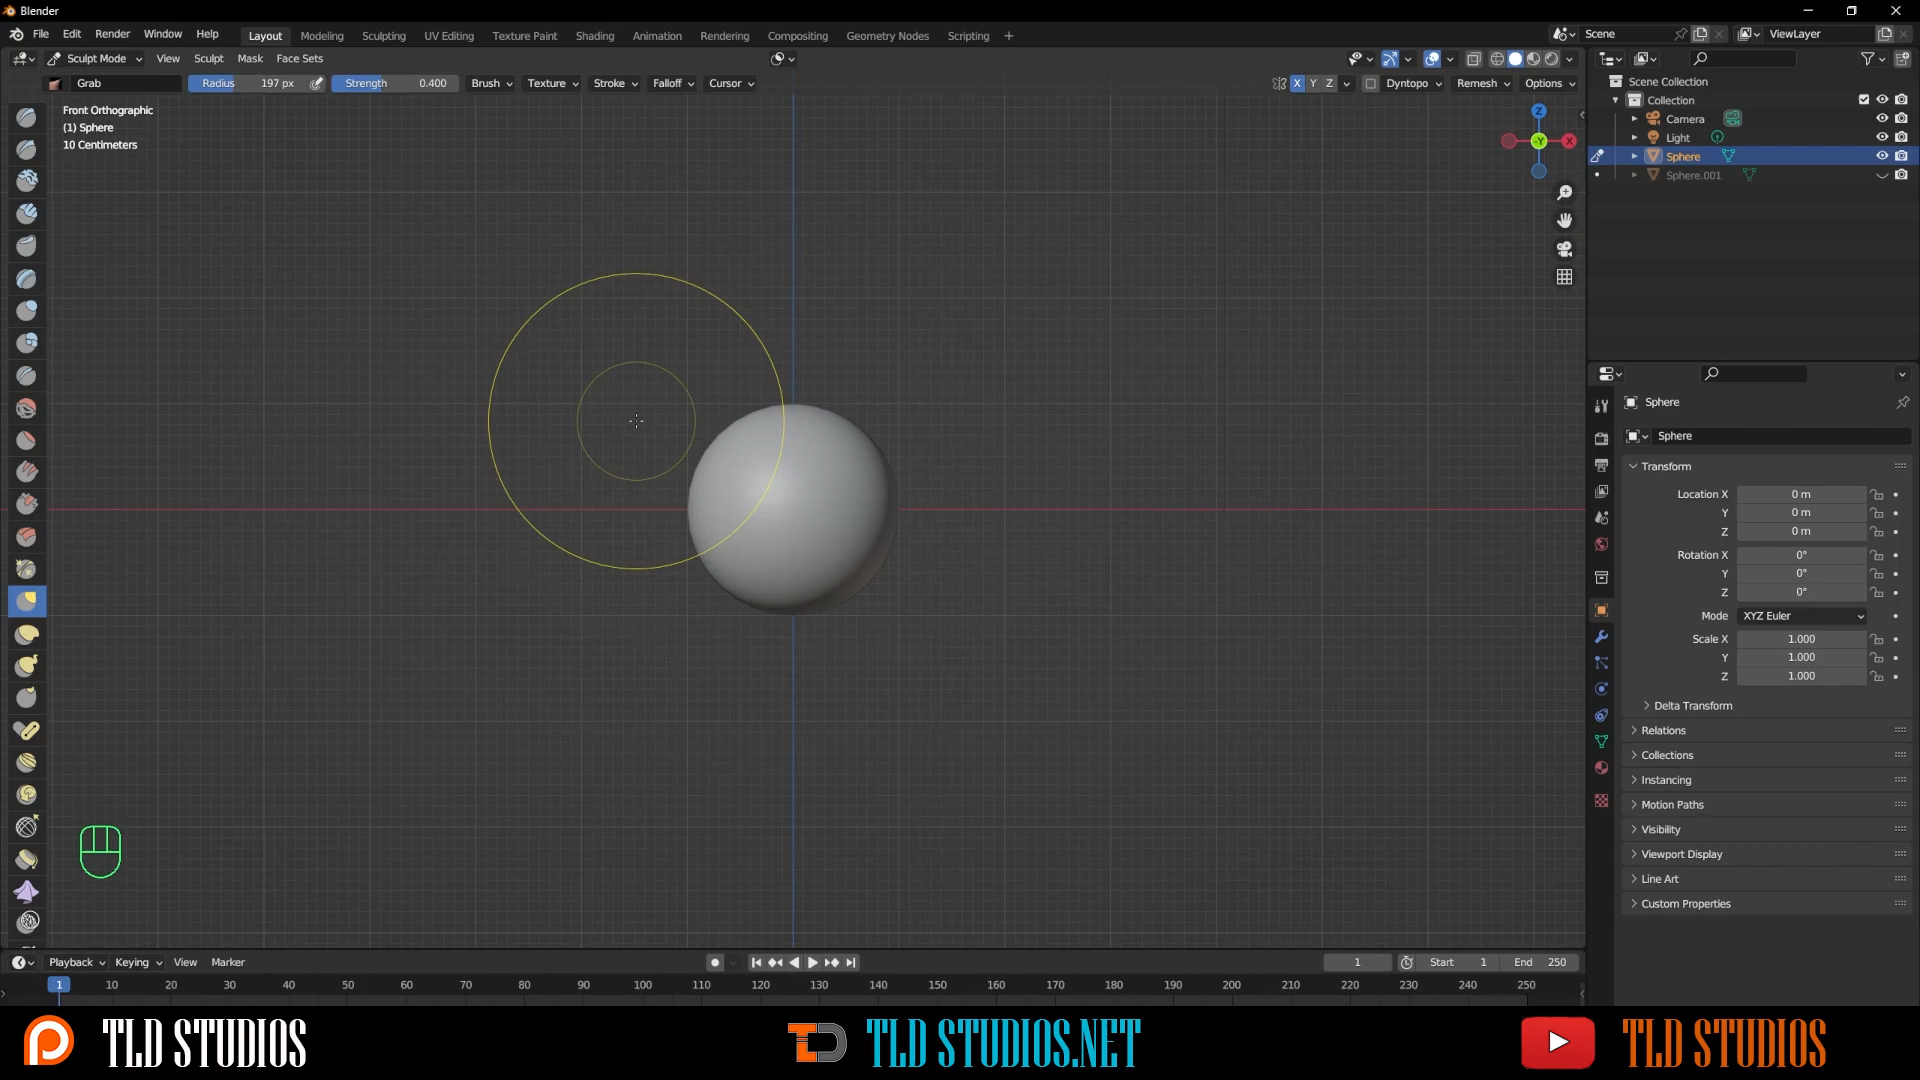 Blender
File Edit Render Window Help Layout Modeling Sculpting UV Editing Texture Paint Shading Animation Rendering Compositing Geometry Nodes Scripting + Scene ViewLayer
Sculpt Mode View Sculpt Mask Face Sets
Grab Radius 197 px Strength 0.400 Brush Texture Stroke Falloff Cursor X Y Z Dyntopo Remesh Options
Front Orthographic
(1) Sphere
10 Centimeters
Z
-Y
X
Scene Collection
Collection
Camera
Light
Sphere
Sphere.001
Sphere
Sphere
Transform
Location X 0 m
Y 0 m
Z 0 m
Rotation X 0°
Y 0°
Z 0°
Mode XYZ Euler
Scale X 1.000
Y 1.000
Z 1.000
Delta Transform
Relations
Collections
Instancing
Motion Paths
Visibility
Viewport Display
Line Art
Custom Properties
Playback Keying View Marker 1 Start 1 End 250
1 10 20 30 40 50 60 70 80 90 100 110 120 130 140 150 160 170 180 190 200 210 220 230 240 250
TLD STUDIOS TD TLD STUDIOS.NET TLD STUDIOS